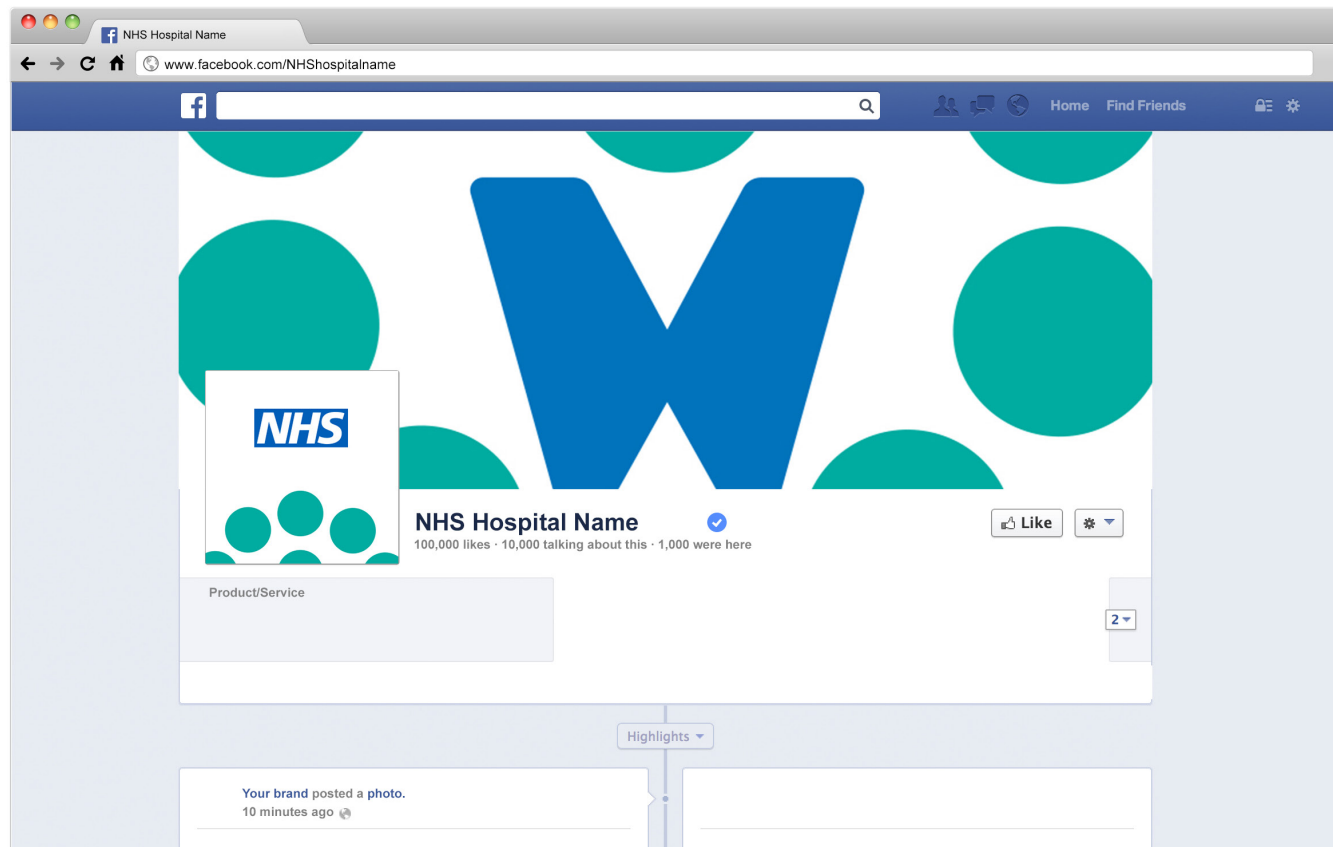 NHS Hospital Name
www.facebook.com/NHShospitalname
f
Home Find Friends
NHS
NHS Hospital Name
100,000 likes · 10,000 talking about this · 1,000 were here
Like
Product/Service
2
Highlights
Your brand posted a photo.
10 minutes ago